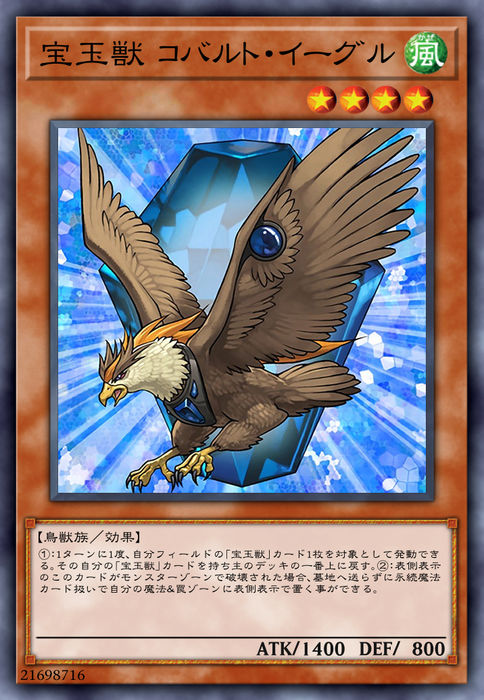 宝玉獣 コバルト・イーグル
かぜ
風
【鳥獣族／効果】
①:1ターンに1度、自分フィールドの「宝玉獣」カード1枚を対象として発動でき
る。その自分の「宝玉獣」カードを持ち主のデッキの一番上に戻す。②:表側表示
のこのカードがモンスターゾーンで破壊された場合、墓地へ送らずに永続魔法
カード扱いで自分の魔法&罠ゾーンに表側表示で置く事ができる。
ATK/1400 DEF/ 800
21698716